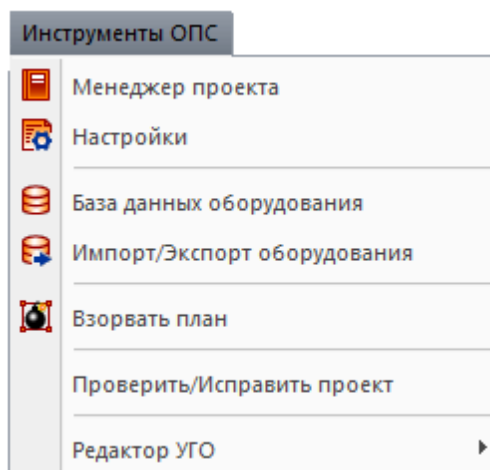 Инструменты ОПС
Менеджер проекта
Настройки
База данных оборудования
Импорт/Экспорт оборудования
Взорвать план
Проверить/Исправить проект
Редактор УГО